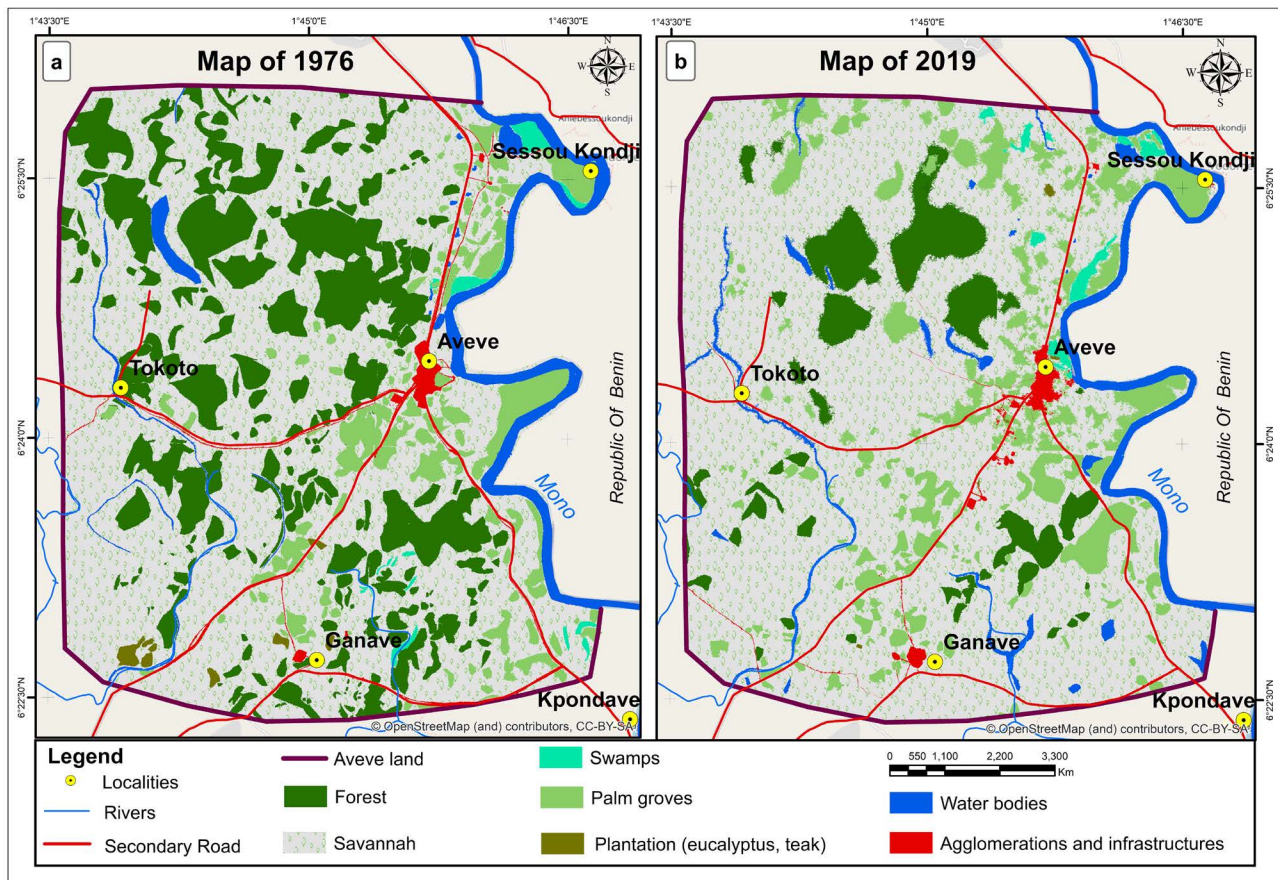 1°43'30"E 1°45'0"E 1°46'30"E 1°43'30"E 1°45'0"E 1°46'30"E
a
Map of 1976
N
W E
S
Aniebessoukondji
Sessou Kondji
6°25'30"N
Aveve
Tokoto
6°24'0"N
Mono
Republic Of Benin
Ganave
6°22'30"N
Kpondave
© OpenStreetMap (and) contributors, CC-BY-SA
b
Map of 2019
N
W E
S
Aniebessoukondji
Sessou Kondji
6°25'30"N
Aveve
Tokoto
6°24'0"N
Mono
Republic Of Benin
Ganave
6°22'30"N
Kpondave
© OpenStreetMap (and) contributors, CC-BY-SA
Legend
Localities
Rivers
Secondary Road
Aveve land
Forest
Savannah
Swamps
Palm groves
Plantation (eucalyptus, teak)
0 550 1,100 2,200 3,300
Km
Water bodies
Agglomerations and infrastructures